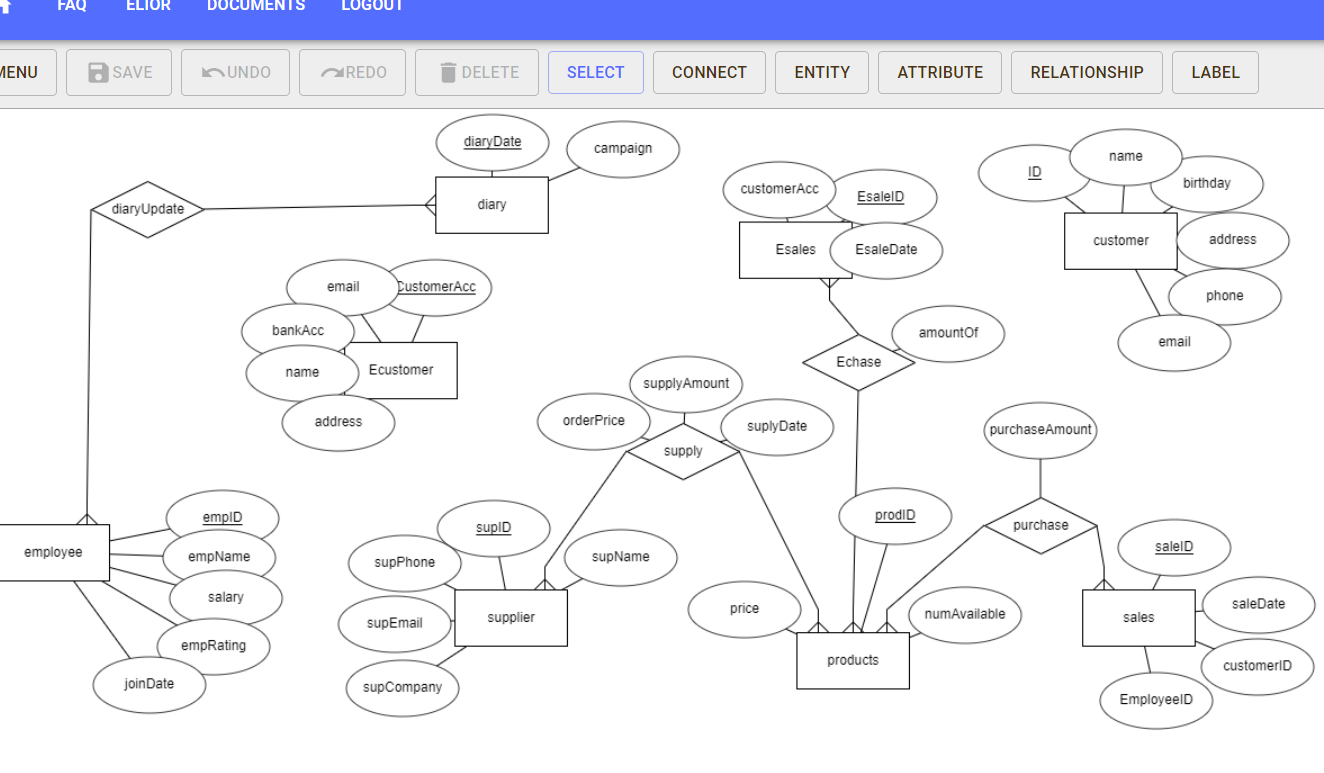 FAQ ELIOR DOCUMENTS LOGOUT
MENU SAVE UNDO REDO DELETE SELECT CONNECT ENTITY ATTRIBUTE RELATIONSHIP LABEL
diaryDate
campaign
diaryUpdate
diary
customerAcc
EsaleID
Esales
EsaleDate
ID
name
birthday
customer
address
phone
email
email
CustomerAcc
bankAcc
name
Ecustomer
address
Echase
amountOf
supplyAmount
orderPrice
suplyDate
supply
purchaseAmount
purchase
employee
empID
empName
salary
empRating
joinDate
supID
supPhone
supName
supEmail
supplier
supCompany
prodID
price
numAvailable
products
saleID
saleDate
sales
customerID
EmployeeID